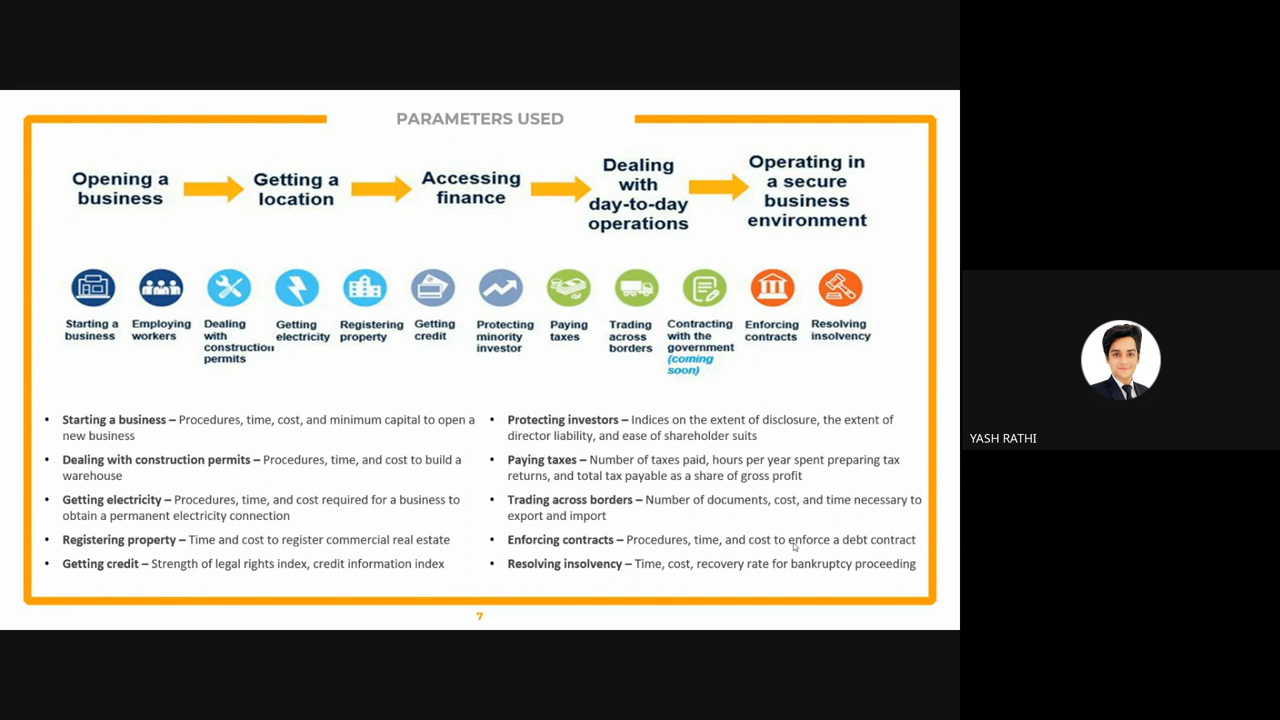 PARAMETERS USED
Opening a
business
Getting a
location
Accessing
finance
Dealing
with
day-to-day
operations
Operating in
a secure
business
environment
Starting a
business
Employing
workers
Dealing
with
construction
permits
Getting
electricity
Registering
property
Getting
credit
Protecting
minority
investor
Paying
taxes
Trading
across
borders
Contracting
with the
government
(coming
soon)
Enforcing
contracts
Resolving
insolvency
• Starting a business – Procedures, time, cost, and minimum capital to open a
new business
• Dealing with construction permits – Procedures, time, and cost to build a
warehouse
• Getting electricity – Procedures, time, and cost required for a business to
obtain a permanent electricity connection
• Registering property – Time and cost to register commercial real estate
• Getting credit – Strength of legal rights index, credit information index
• Protecting investors – Indices on the extent of disclosure, the extent of
director liability, and ease of shareholder suits
• Paying taxes – Number of taxes paid, hours per year spent preparing tax
returns, and total tax payable as a share of gross profit
• Trading across borders – Number of documents, cost, and time necessary to
export and import
• Enforcing contracts – Procedures, time, and cost to enforce a debt contract
• Resolving insolvency – Time, cost, recovery rate for bankruptcy proceeding
7
YASH RATHI